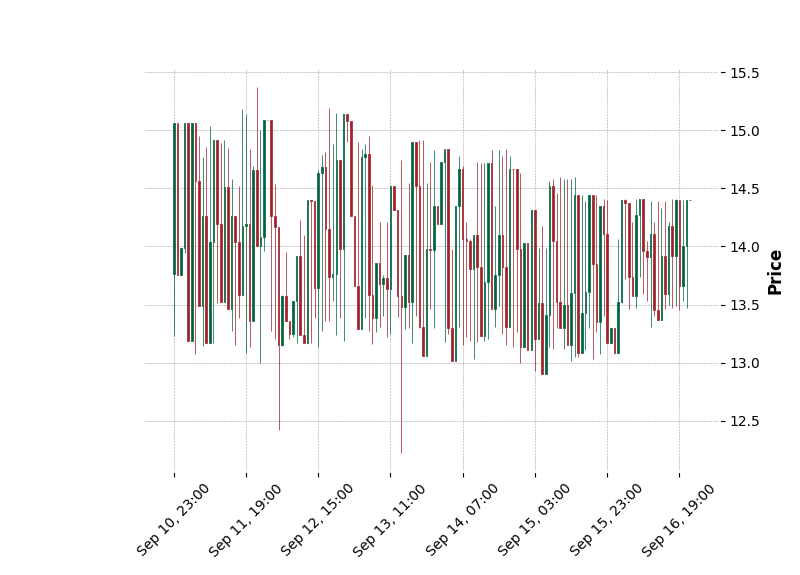 15.5
15.0
14.5
14.0
13.5
13.0
12.5
Price
Sep 10, 23:00
Sep 11, 19:00
Sep 12, 15:00
Sep 13, 11:00
Sep 14, 07:00
Sep 15, 03:00
Sep 15, 23:00
Sep 16, 19:00